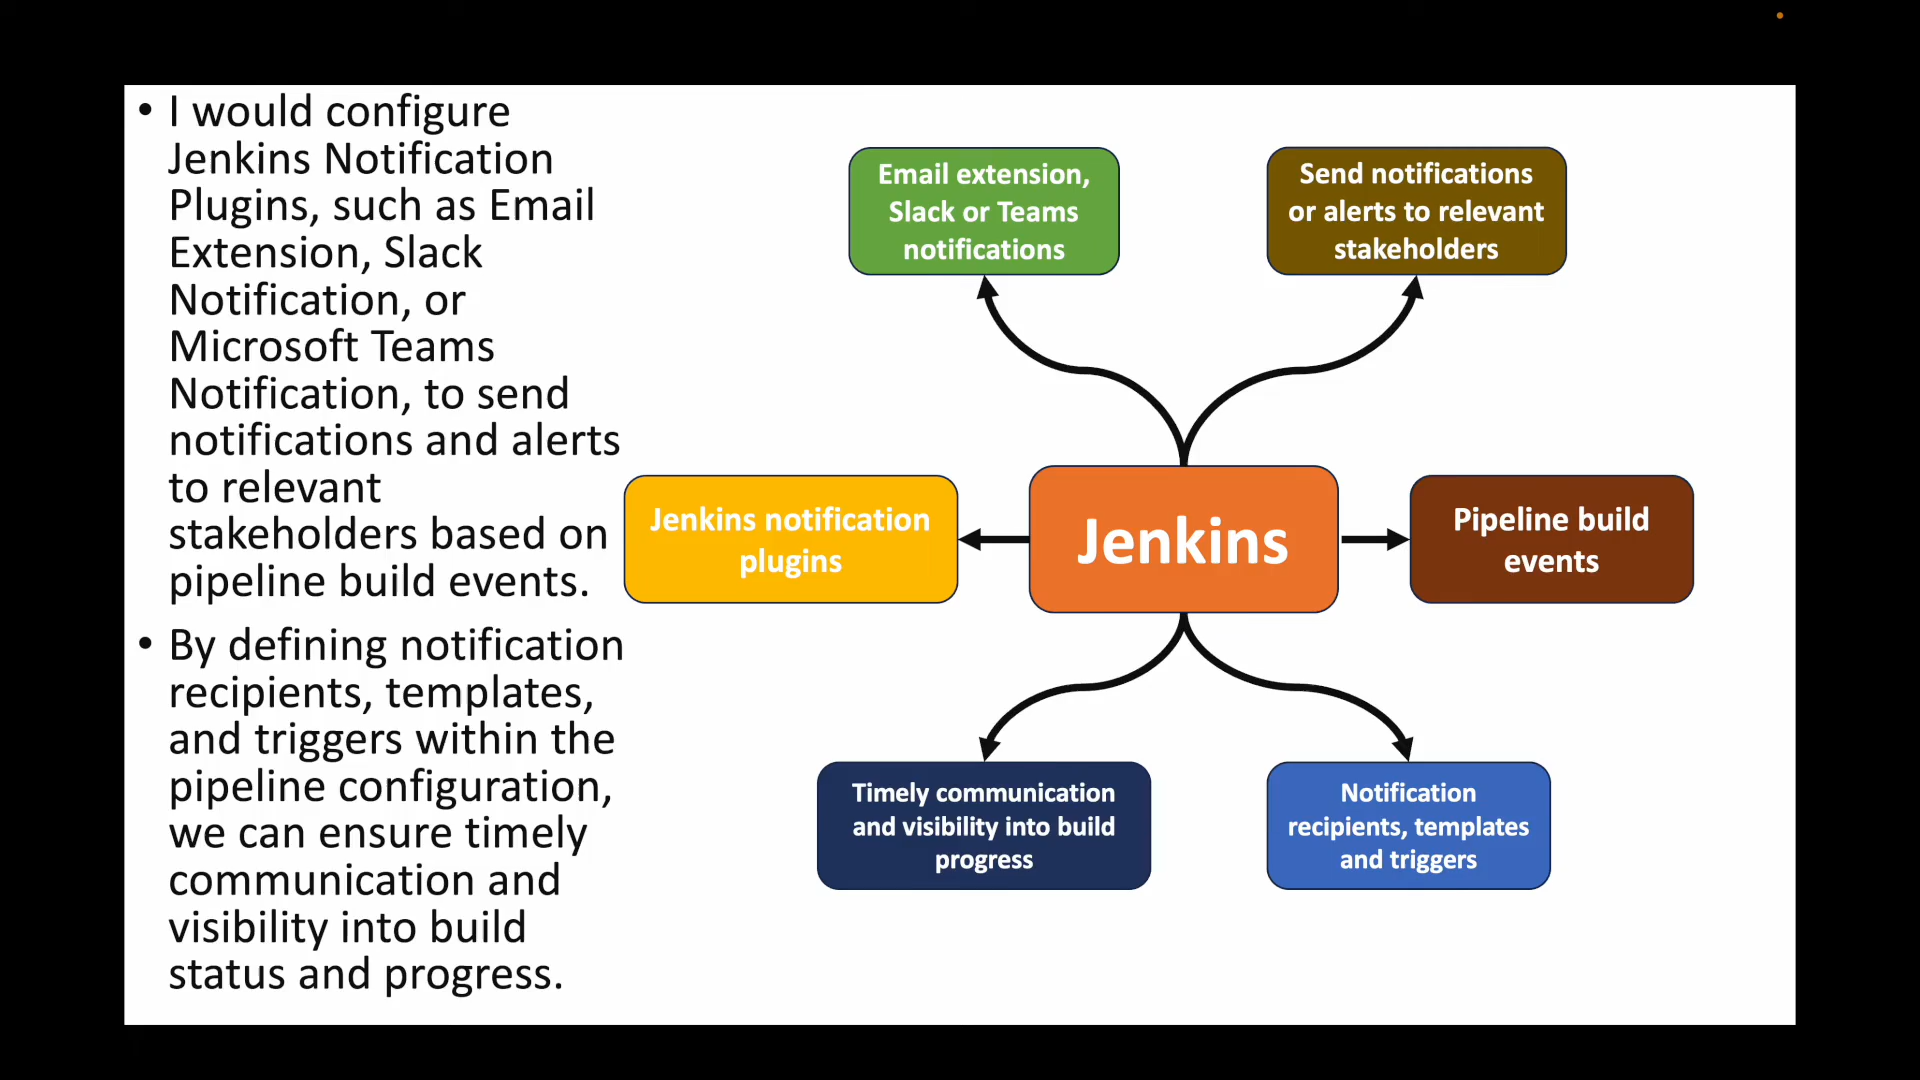 • I would configure
Jenkins Notification
Plugins, such as Email
Extension, Slack
Notification, or
Microsoft Teams
Notification, to send
notifications and alerts
to relevant
stakeholders based on
pipeline build events.
• By defining notification
recipients, templates,
and triggers within the
pipeline configuration,
we can ensure timely
communication and
visibility into build
status and progress.
Email extension,
Slack or Teams
notifications
Send notifications
or alerts to relevant
stakeholders
Jenkins notification
plugins
Jenkins
Pipeline build
events
Timely communication
and visibility into build
progress
Notification
recipients, templates
and triggers